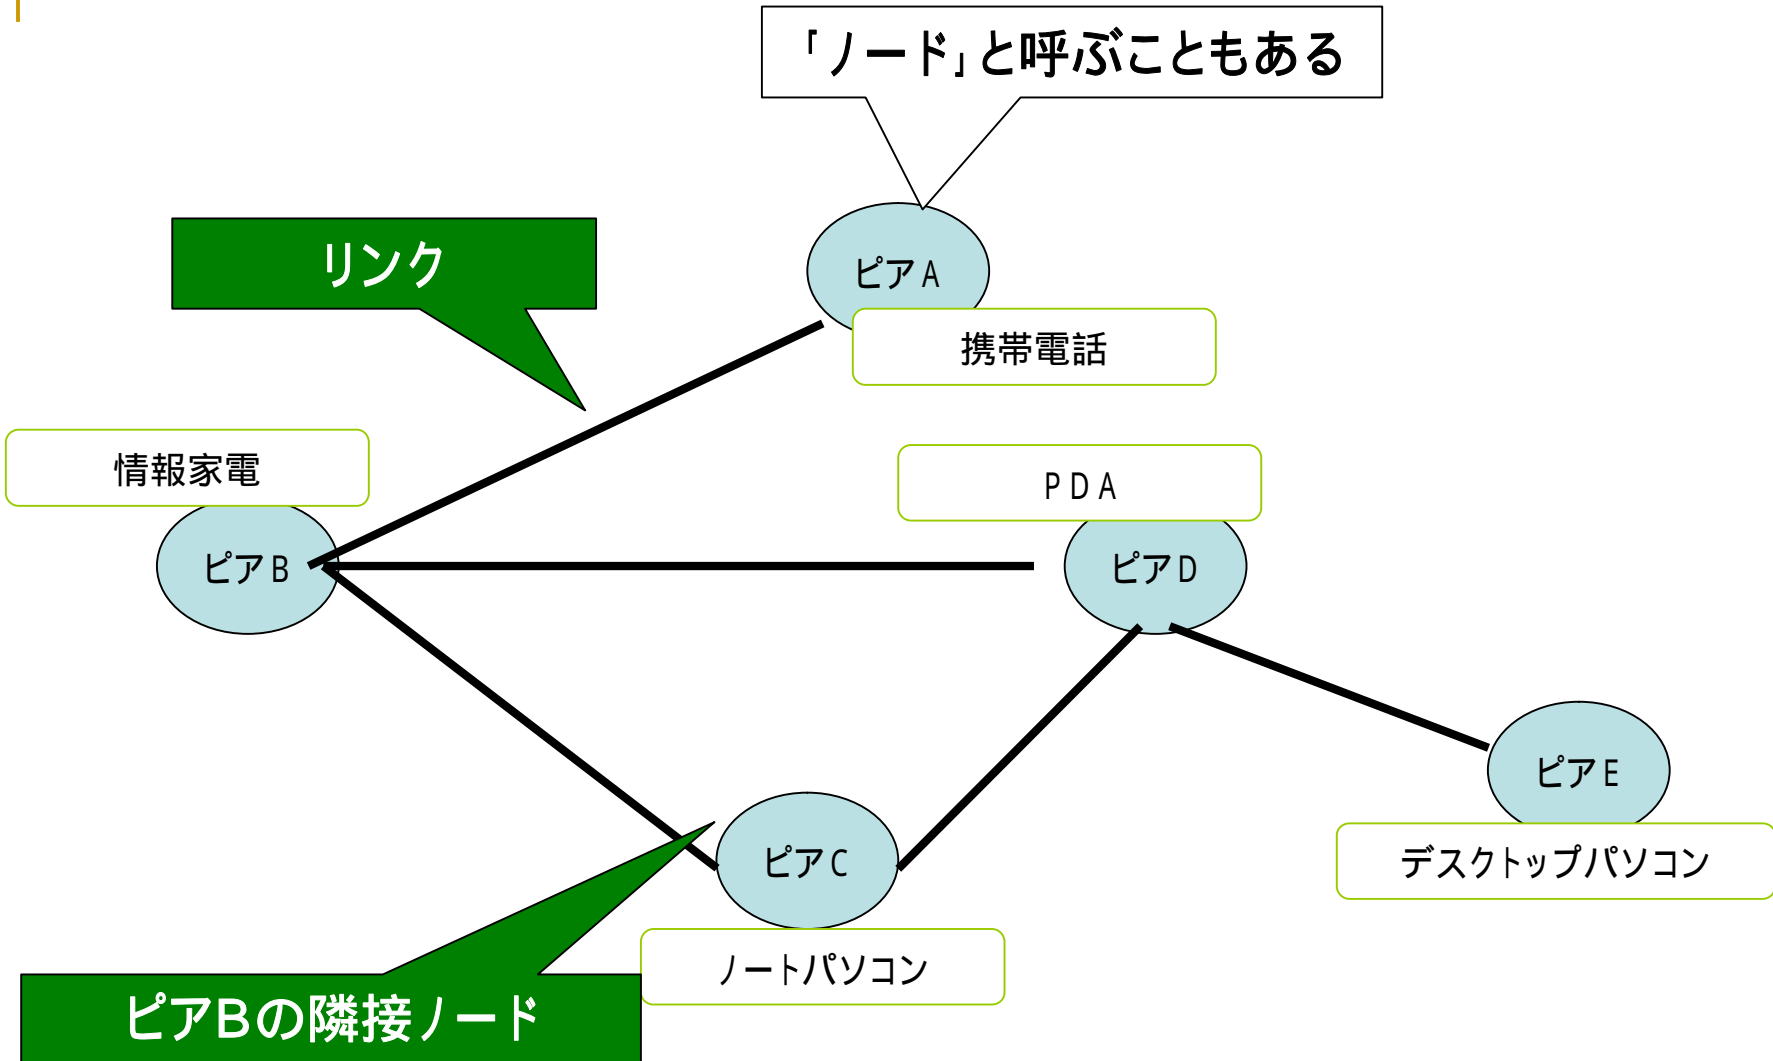 「ノード」と呼ぶこともある
リンク
ピアA
携帯電話
情報家電
PDA
ピアB
ピアD
ピアE
デスクトップパソコン
ピアC
ノートパソコン
ピアBの隣接ノード